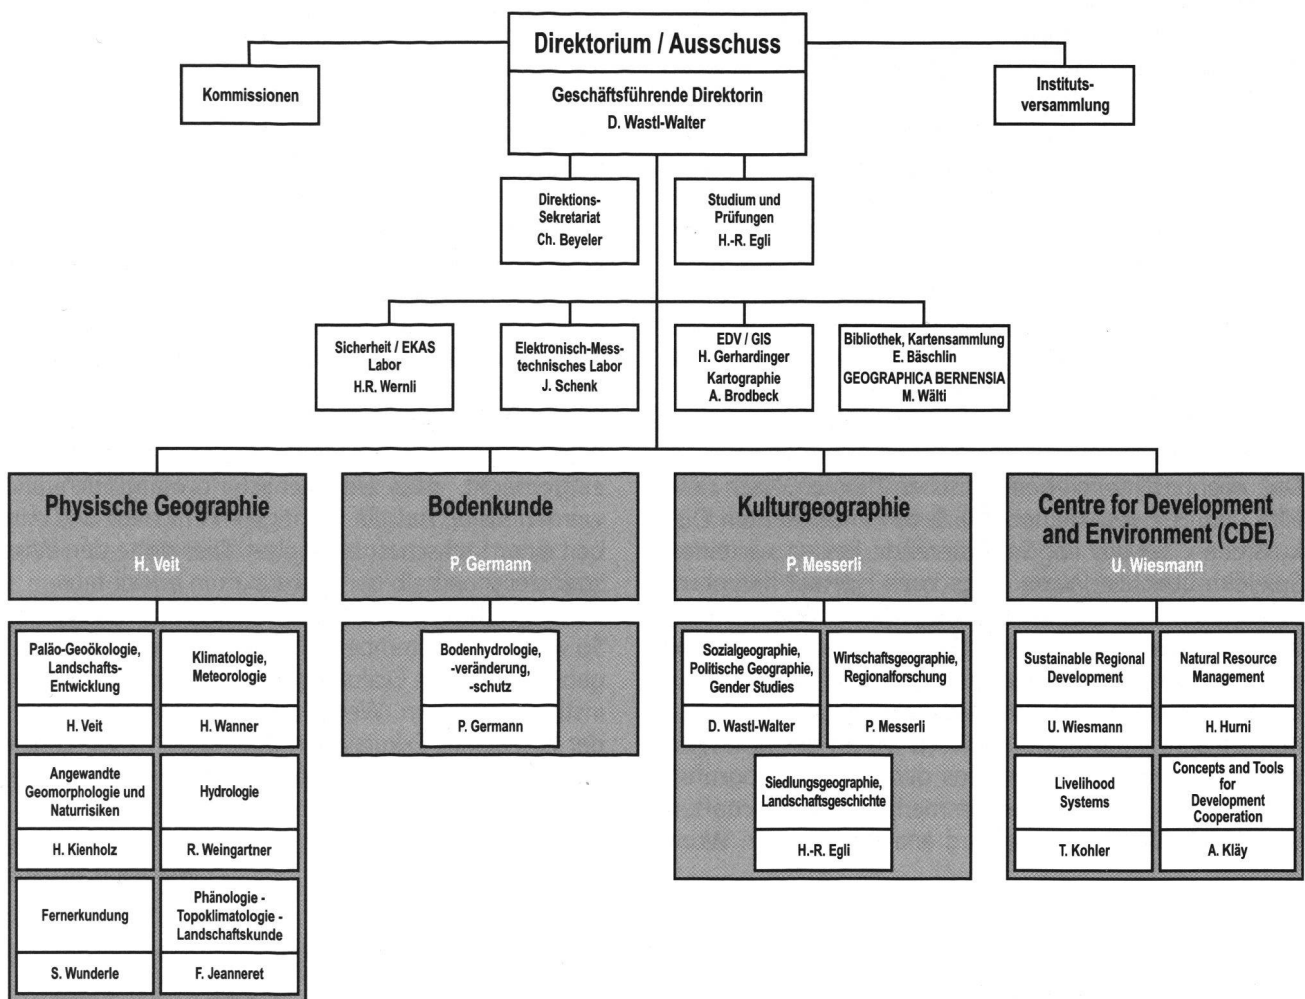 Direktorium / Ausschuss
Kommissionen
Geschäftsführende Direktorin
D. Wastl-Walter
Instituts-
versammlung
Direktions-
Sekretariat
Ch. Beyeler
Studium und
Prüfungen
H.-R. Egli
Sicherheit / EKAS
Labor
H.R. Wernli
Elektronisch-Mess-
technisches Labor
J. Schenk
EDV / GIS
H. Gerhardinger
Kartographie
A. Brodbeck
Bibliothek, Kartensammlung
E. Bäschlin
GEOGRAPHICA BERNENSIA
M. Wälti
Physische Geographie
H. Veit
Bodenkunde
P. Germann
Kulturgeographie
P. Messerli
Centre for Development
and Environment (CDE)
U. Wiesmann
Paläo-Geoökologie,
Landschafts-
Entwicklung
H. Veit
Klimatologie,
Meteorologie
H. Wanner
Angewandte
Geomorphologie und
Naturrisiken
H. Kienholz
Hydrologie
R. Weingartner
Fernerkundung
S. Wunderle
Phänologie -
Topoklimatologie -
Landschaftskunde
F. Jeanneret
Bodenhydrologie,
-veränderung,
-schutz
P. Germann
Sozialgeographie,
Politische Geographie,
Gender Studies
D. Wastl-Walter
Wirtschaftsgeographie,
Regionalforschung
P. Messerli
Siedlungsgeographie,
Landschaftsgeschichte
H.-R. Egli
Sustainable Regional
Development
U. Wiesmann
Natural Resource
Management
H. Hurni
Livelihood
Systems
T. Kohler
Concepts and Tools
for
Development
Cooperation
A. Kläy